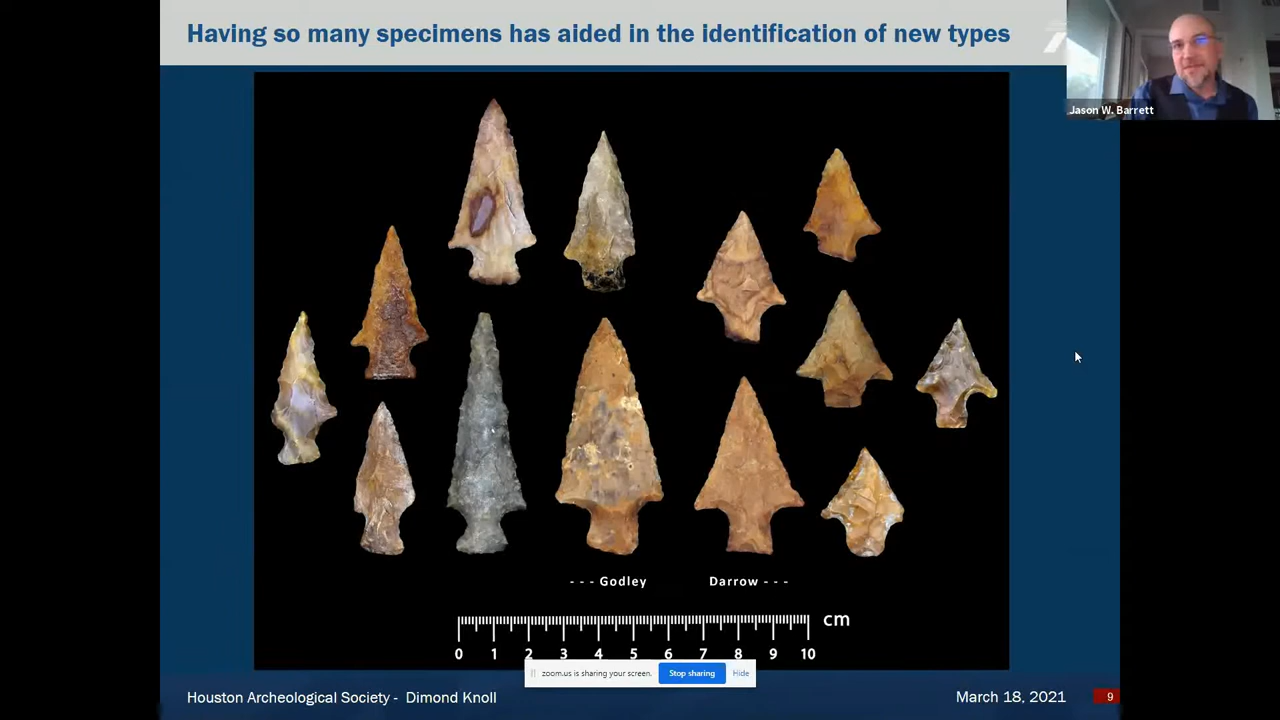 Having so many specimens has aided in the identification of new types
Jason W. Barrett
- - - Godley Darrow - - -
cm
0 1 2 3 4 5 6 7 8 9 10
zoom.us is sharing your screen. Stop sharing Hide
Houston Archeological Society - Dimond Knoll March 18, 2021 9